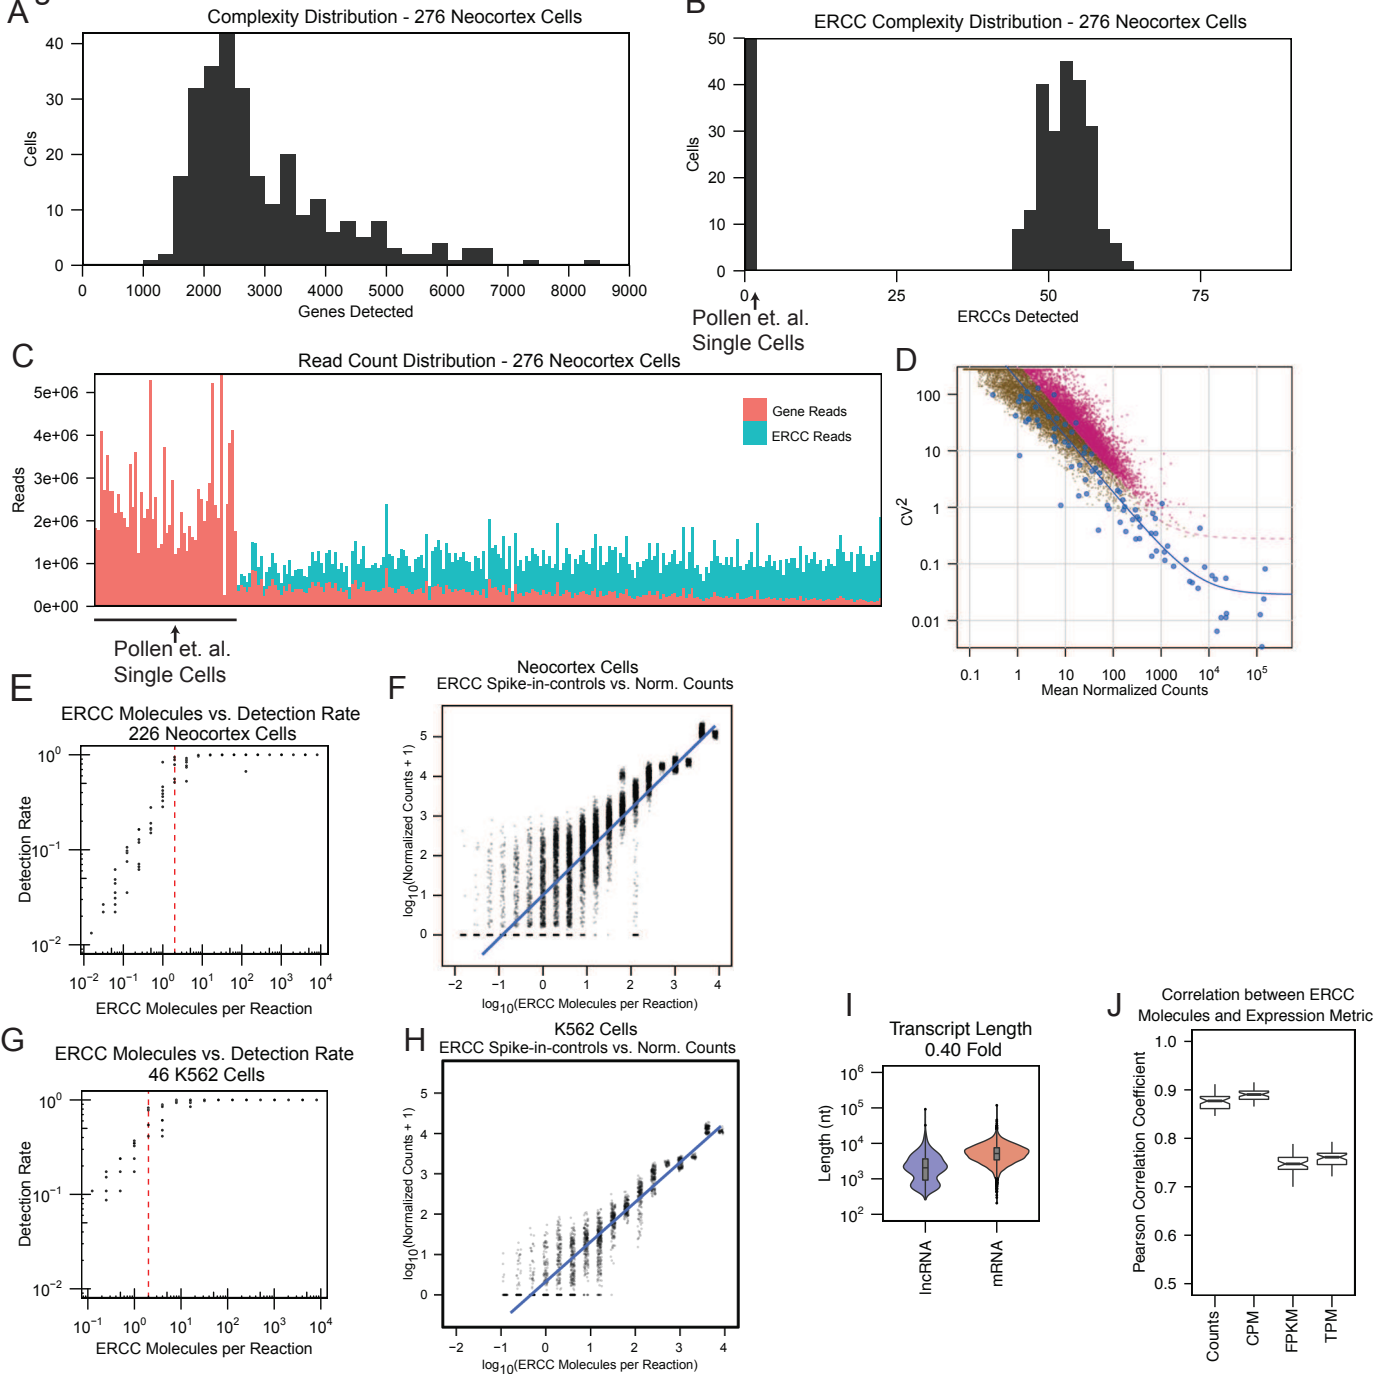 A
Complexity Distribution - 276 Neocortex Cells
40
30
20
10
0
Cells
0 1000 2000 3000 4000 5000 6000 7000 8000 9000
Genes Detected
B
ERCC Complexity Distribution - 276 Neocortex Cells
50
40
30
20
10
0
Cells
0 25 50 75
ERCCs Detected
Pollen et. al.
Single Cells
C
Read Count Distribution - 276 Neocortex Cells
5e+06
4e+06
3e+06
2e+06
1e+06
0e+00
Reads
Gene Reads
ERCC Reads
Pollen et. al.
Single Cells
D
100
10
1
0.1
0.01
CV²
0.1 1 10 100 1000 10⁴ 10⁵
Mean Normalized Counts
E
ERCC Molecules vs. Detection Rate
226 Neocortex Cells
10⁰
10⁻¹
10⁻²
Detection Rate
10⁻² 10⁻¹ 10⁰ 10¹ 10² 10³ 10⁴
ERCC Molecules per Reaction
F
Neocortex Cells
ERCC Spike-in-controls vs. Norm. Counts
5
4
3
2
1
0
log₁₀(Normalized Counts + 1)
−2 −1 0 1 2 3 4
log₁₀(ERCC Molecules per Reaction)
G
ERCC Molecules vs. Detection Rate
46 K562 Cells
10⁰
10⁻¹
10⁻²
Detection Rate
10⁻¹ 10⁰ 10¹ 10² 10³ 10⁴
ERCC Molecules per Reaction
H
K562 Cells
ERCC Spike-in-controls vs. Norm. Counts
5
4
3
2
1
0
log₁₀(Normalized Counts + 1)
−2 −1 0 1 2 3 4
log₁₀(ERCC Molecules per Reaction)
I
Transcript Length
0.40 Fold
10⁶
10⁵
10⁴
10³
10²
Length (nt)
lncRNA
mRNA
J
Correlation between ERCC
Molecules and Expression Metric
1.0
0.9
0.8
0.7
0.6
0.5
Pearson Correlation Coefficient
Counts
CPM
FPKM
TPM